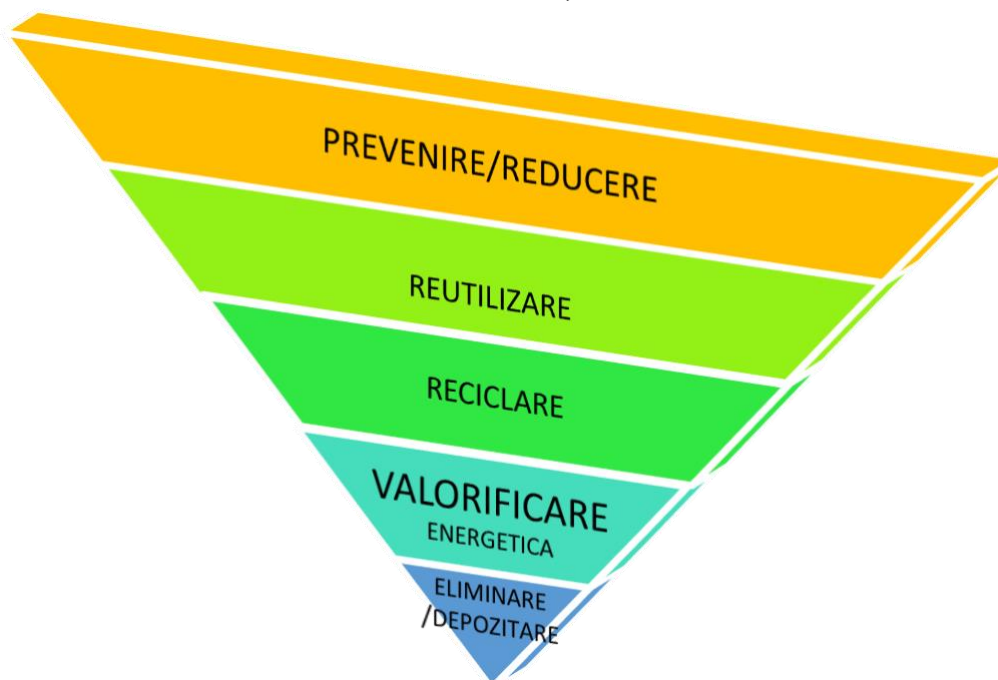 PREVENIRE/REDUCERE
REUTILIZARE
RECICLARE
VALORIFICARE
ENERGETICA
ELIMINARE
/DEPOZITARE